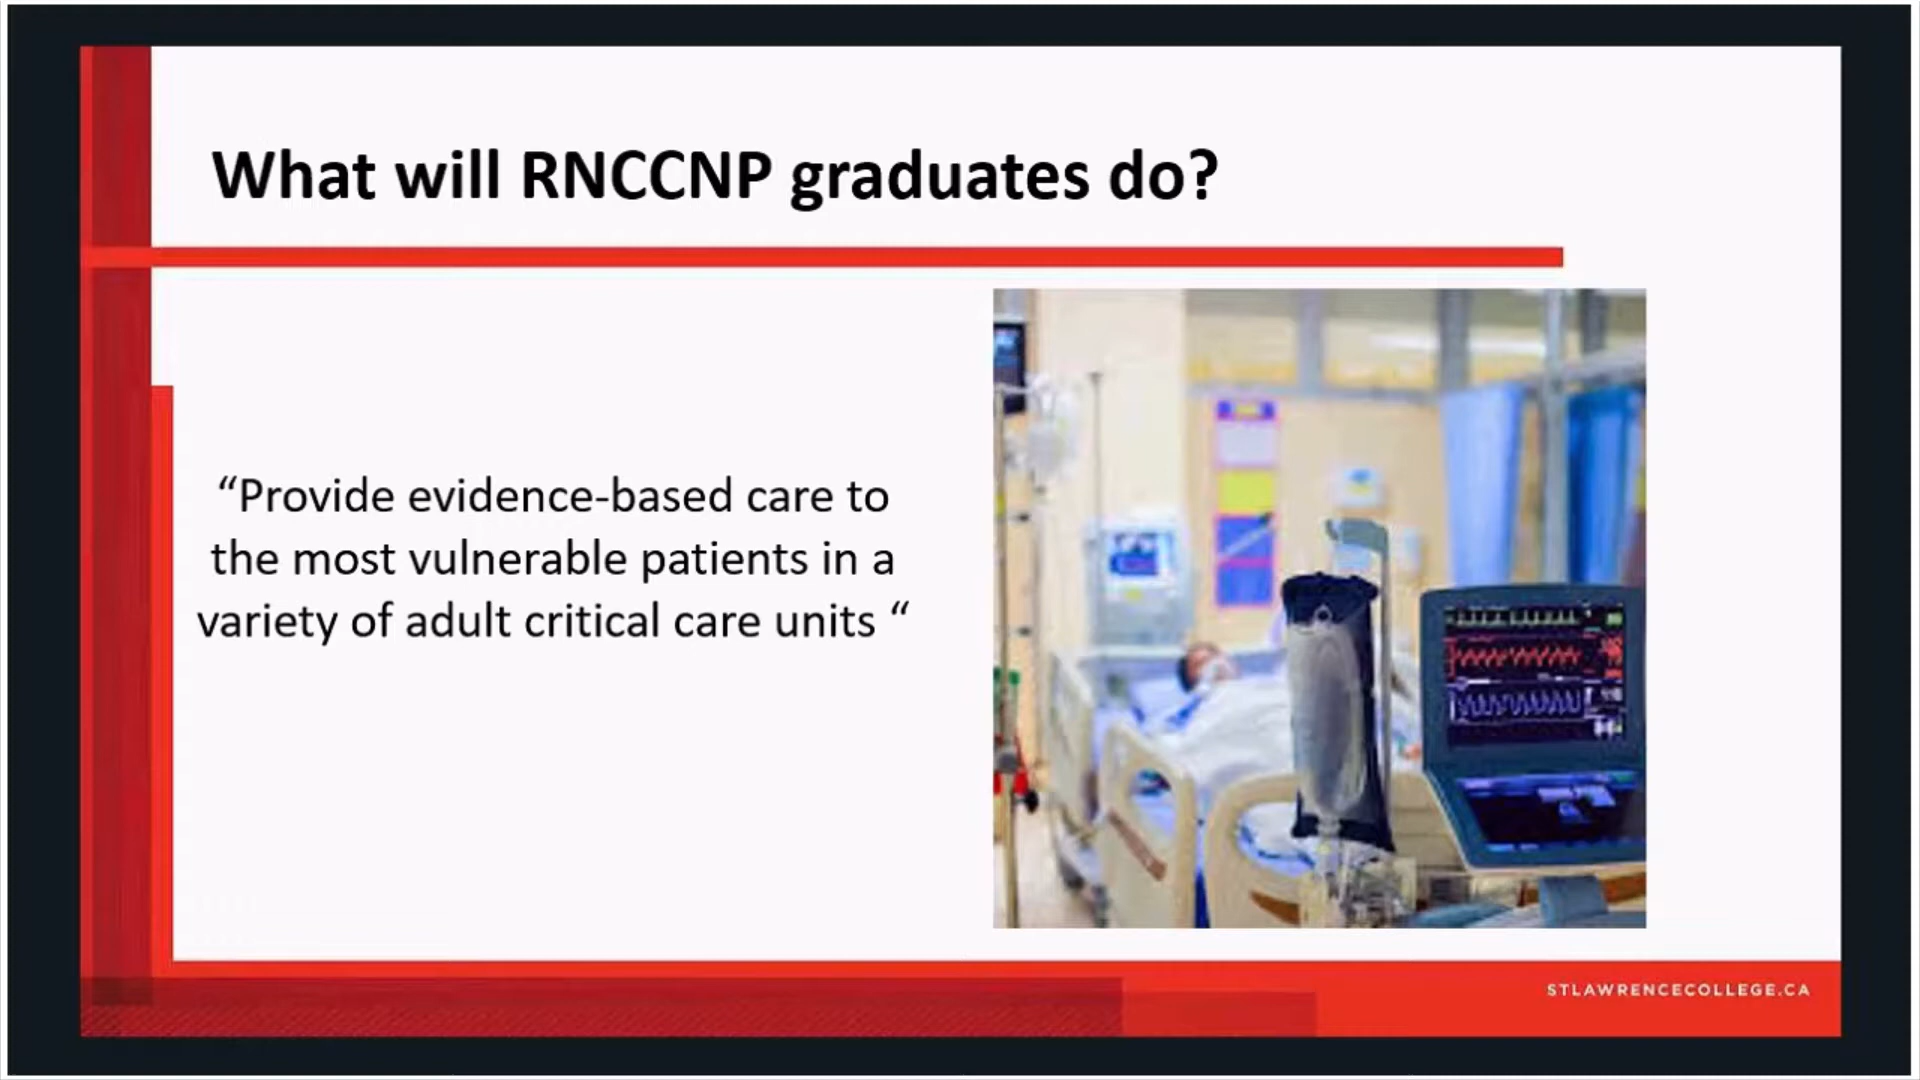 What will RNCCNP graduates do?
“Provide evidence-based care to
the most vulnerable patients in a
variety of adult critical care units “
STLAWRENCECOLLEGE.CA